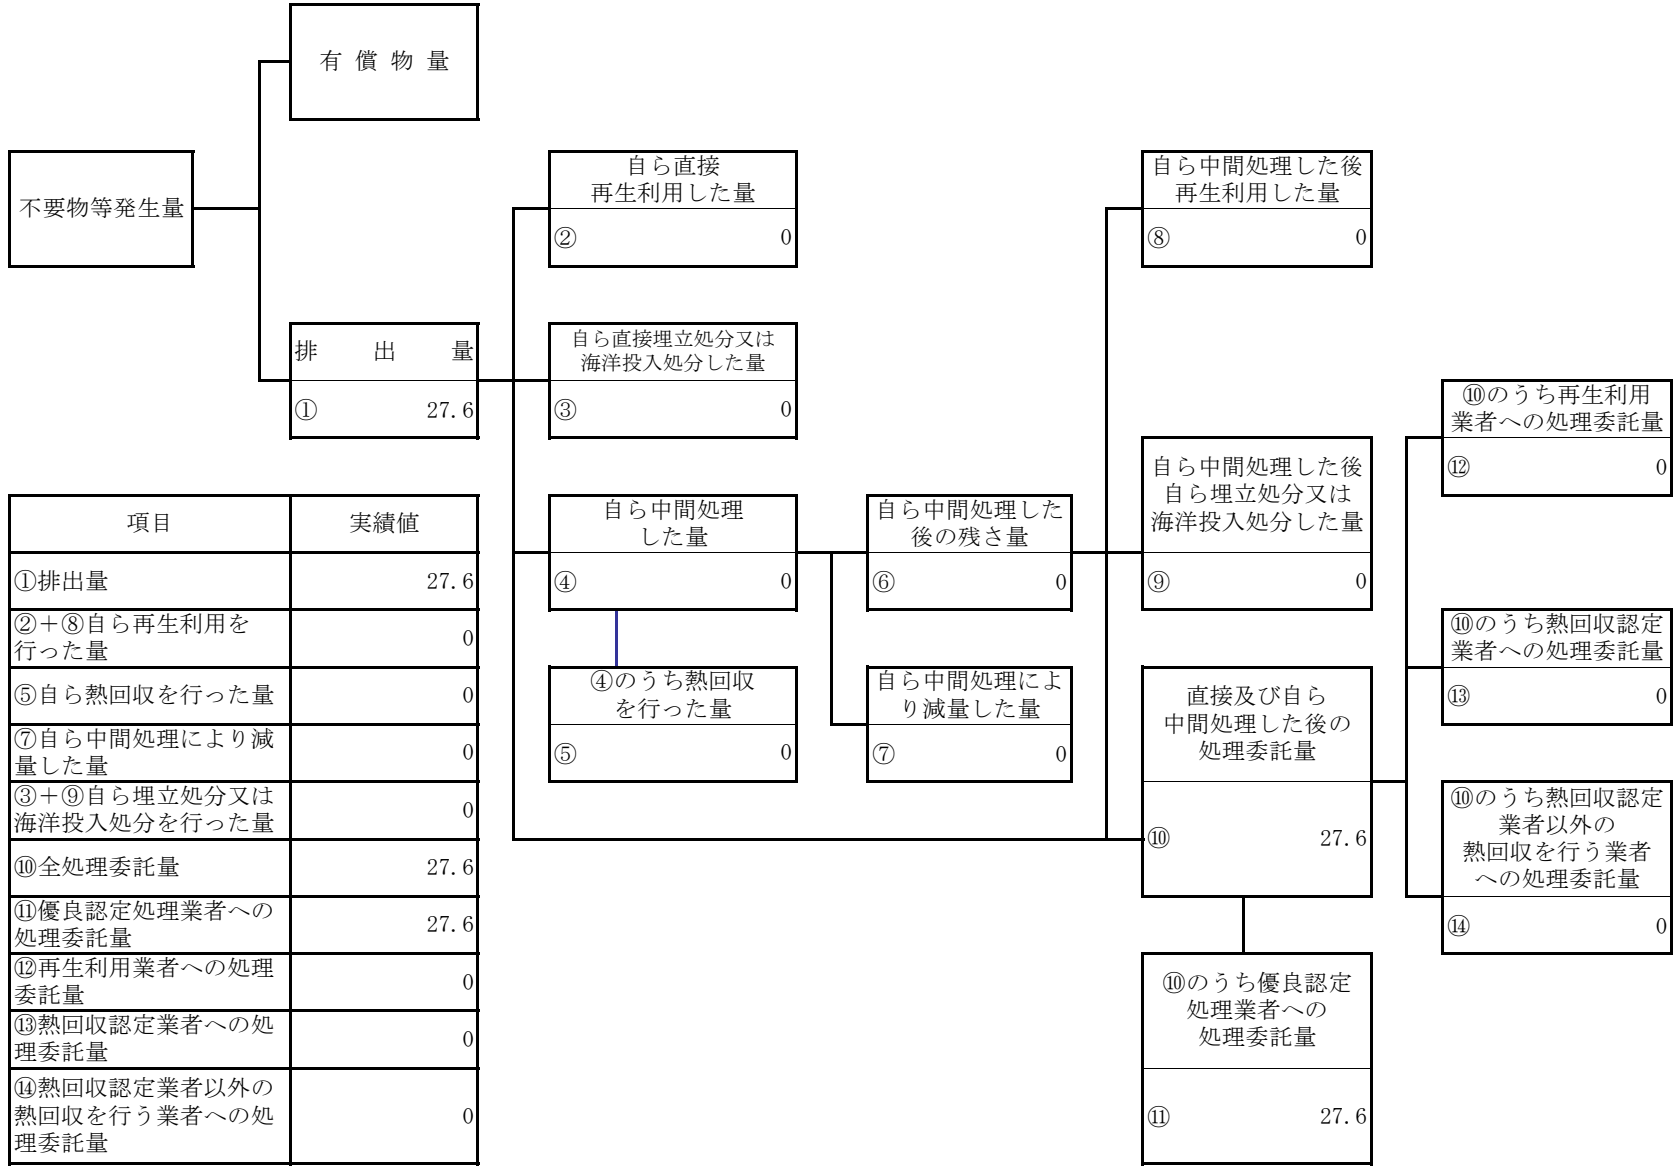 有償物量
不要物等発生量
排出量
① 27.6
自ら直接
再生利用した量
② 0
自ら直接埋立処分又は
海洋投入処分した量
③ 0
自ら中間処理
した量
④ 0
④のうち熱回収
を行った量
⑤ 0
自ら中間処理した
後の残さ量
⑥ 0
自ら中間処理によ
り減量した量
⑦ 0
自ら中間処理した後
再生利用した量
⑧ 0
自ら中間処理した後
自ら埋立処分又は
海洋投入処分した量
⑨ 0
直接及び自ら
中間処理した後の
処理委託量
⑩ 27.6
⑩のうち優良認定
処理業者への
処理委託量
⑪ 27.6
⑩のうち再生利用
業者への処理委託量
⑫ 0
⑩のうち熱回収認定
業者への処理委託量
⑬ 0
⑩のうち熱回収認定
業者以外の
熱回収を行う業者
への処理委託量
⑭ 0
項目 実績値
①排出量 27.6
②＋⑧自ら再生利用を
行った量 0
⑤自ら熱回収を行った量 0
⑦自ら中間処理により減
量した量 0
③＋⑨自ら埋立処分又は
海洋投入処分を行った量 0
⑩全処理委託量 27.6
⑪優良認定処理業者への
処理委託量 27.6
⑫再生利用業者への処理
委託量 0
⑬熱回収認定業者への処
理委託量 0
⑭熱回収認定業者以外の
熱回収を行う業者への処
理委託量 0